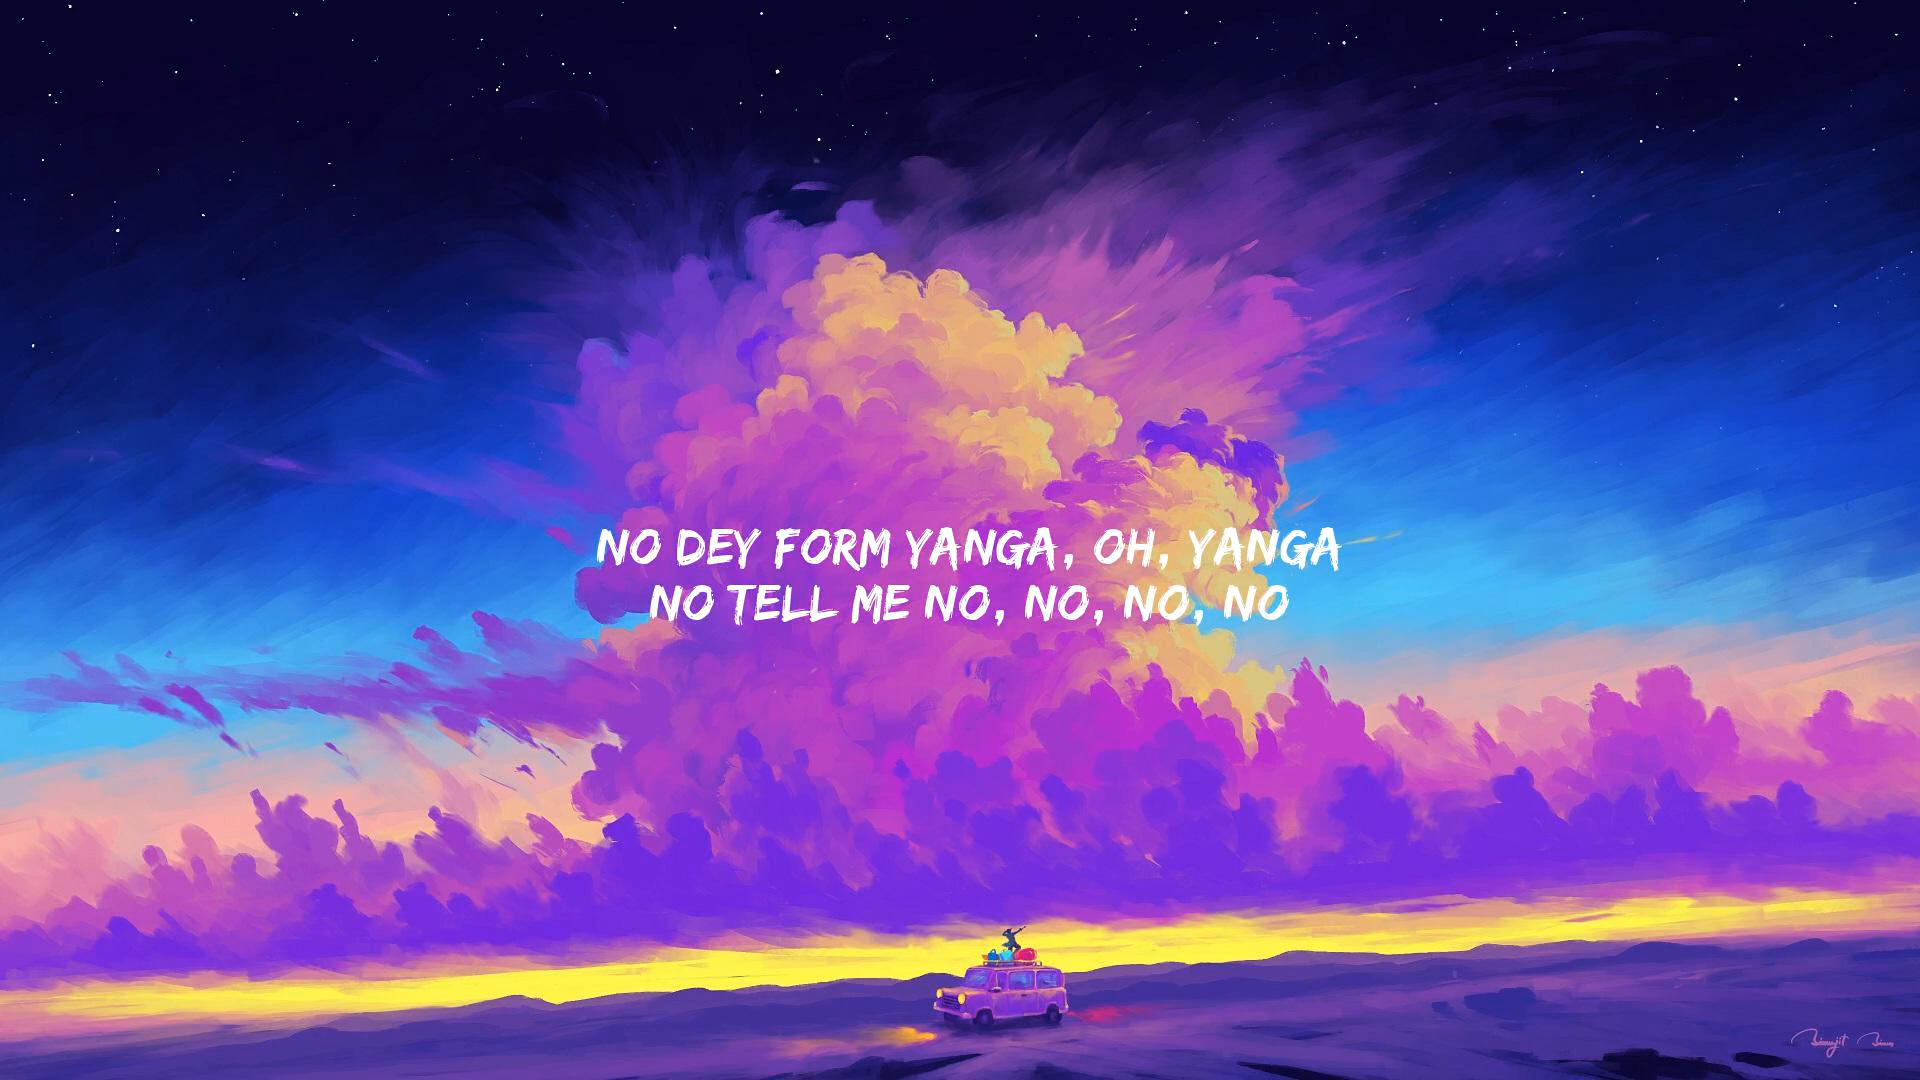 NO DEY FORM YANGA, OH, YANGA
NO TELL ME NO, NO, NO, NO